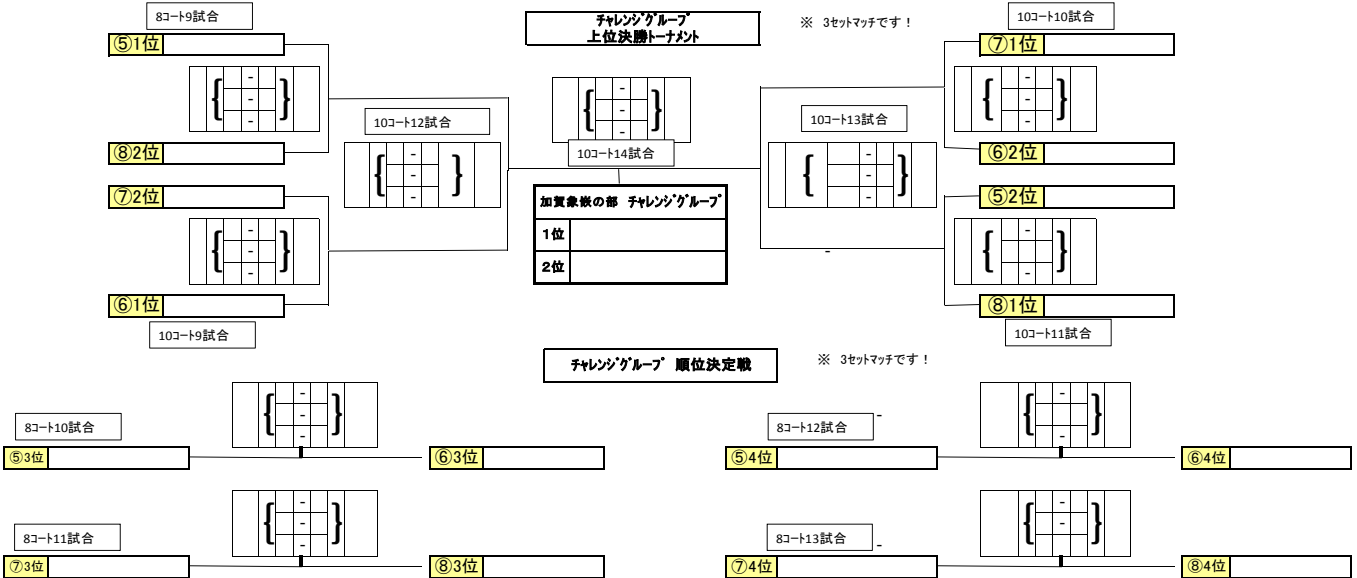 8コート9試合
チャレンジグループ
上位決勝トーナメント
※ 3セットマッチです！
10コート10試合
⑤1位
⑦1位
-
-
-
-
-
-
-
-
-
10コート12試合
10コート13試合
10コート14試合
⑧2位
⑥2位
-
-
-
-
-
-
⑦2位
⑤2位
加賀象嵌の部 チャレンジグループ
1位
2位
-
-
-
-
-
-
-
⑥1位
⑧1位
10コート9試合
10コート11試合
チャレンジグループ 順位決定戦
※ 3セットマッチです！
-
-
-
-
-
-
8コート10試合
8コート12試合
-
⑤3位
⑥3位
⑤4位
⑥4位
-
-
-
-
-
-
8コート11試合
8コート13試合
-
⑦3位
⑧3位
⑦4位
⑧4位